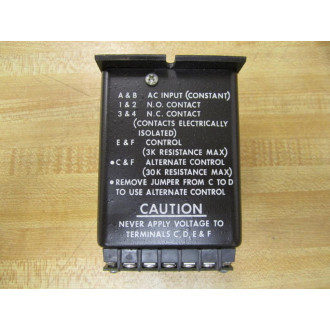 A & B AC INPUT (CONSTANT)
1 & 2 N.O. CONTACT
3 & 4 N.C. CONTACT
(CONTACTS ELECTRICALLY
ISOLATED)
E & F CONTROL
(3K RESISTANCE MAX)
• C & F ALTERNATE CONTROL
(30K RESISTANCE MAX)
• REMOVE JUMPER FROM C TO D
TO USE ALTERNATE CONTROL
CAUTION
NEVER APPLY VOLTAGE TO
TERMINALS C, D, E & F